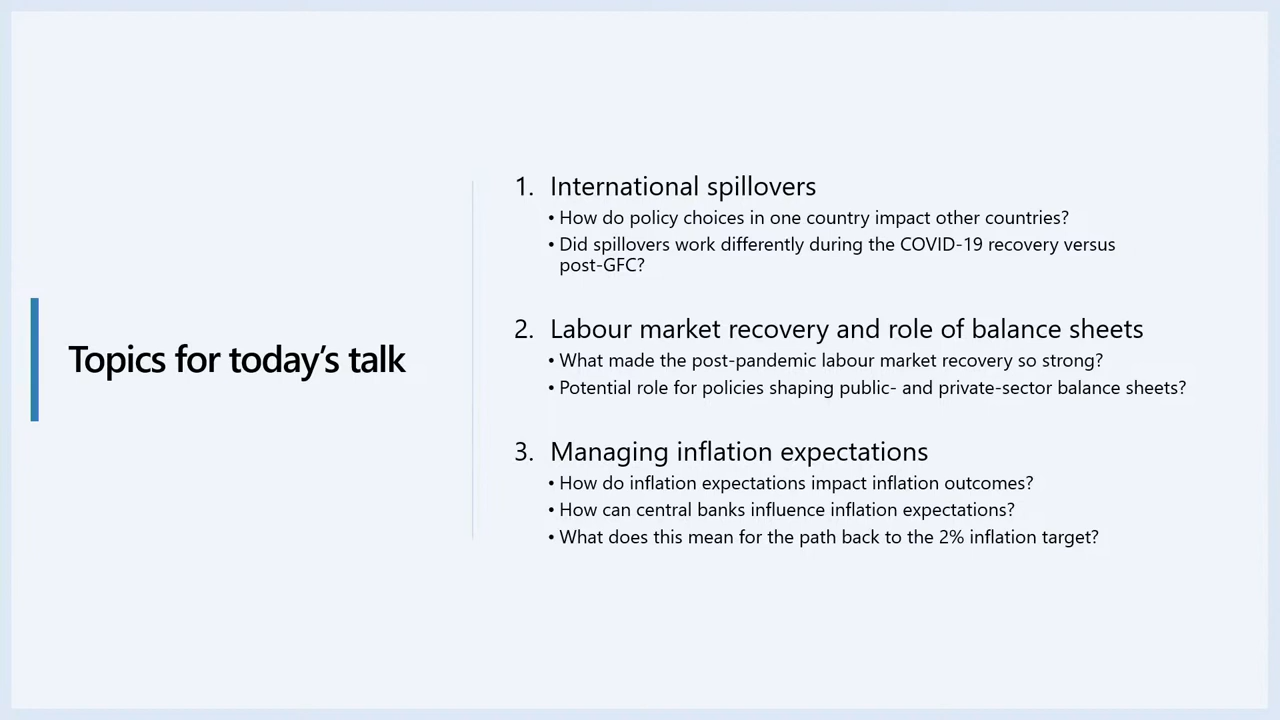 Topics for today’s talk
1. International spillovers
• How do policy choices in one country impact other countries?
• Did spillovers work differently during the COVID-19 recovery versus
post-GFC?
2. Labour market recovery and role of balance sheets
• What made the post-pandemic labour market recovery so strong?
• Potential role for policies shaping public- and private-sector balance sheets?
3. Managing inflation expectations
• How do inflation expectations impact inflation outcomes?
• How can central banks influence inflation expectations?
• What does this mean for the path back to the 2% inflation target?